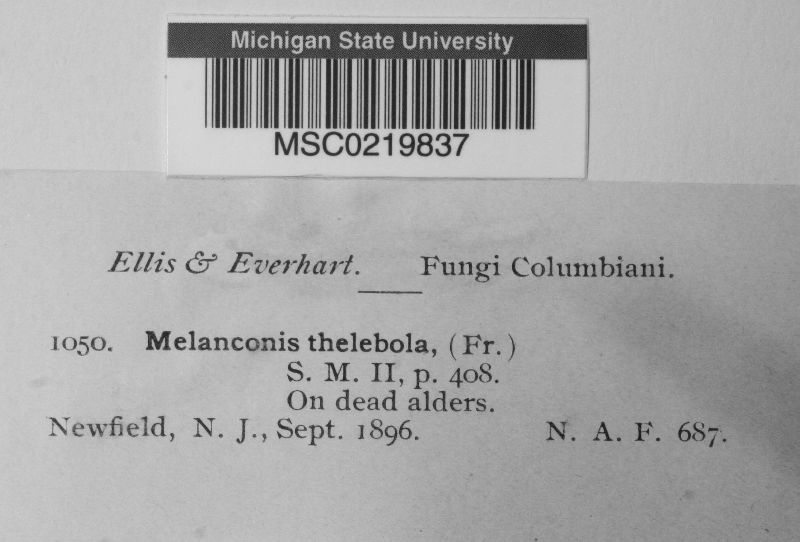 Michigan State University
MSC0219837
Ellis & Everhart. Fungi Columbiani.
1050. Melanconis thelebola, (Fr.)
S. M. II, p. 408.
On dead alders.
Newfield, N. J., Sept. 1896. N. A. F. 687.